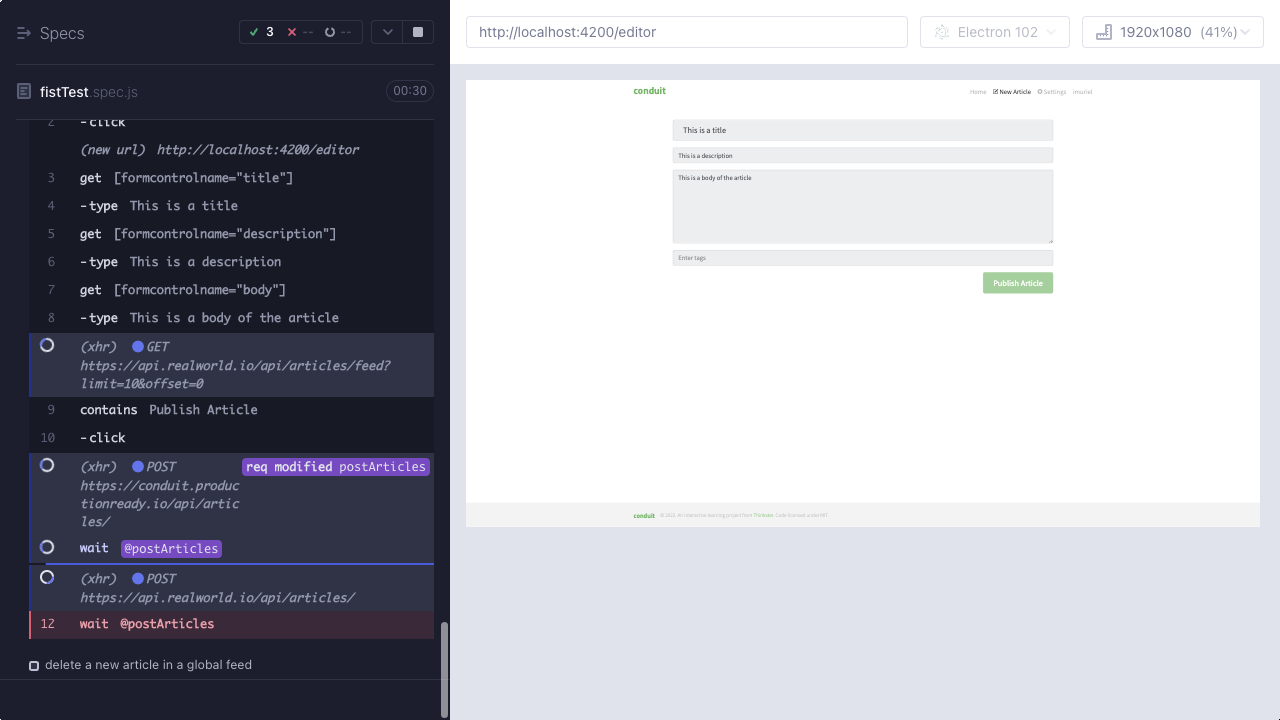 Specs
3
--
--
fistTest.spec.js
00:30
2 -click
(new url) http://localhost:4200/editor
3 get [formcontrolname="title"]
4 -type This is a title
5 get [formcontrolname="description"]
6 -type This is a description
7 get [formcontrolname="body"]
8 -type This is a body of the article
(xhr) GET
https://api.realworld.io/api/articles/feed?
limit=10&offset=0
9 contains Publish Article
10 -click
(xhr) POST req modified postArticles
https://conduit.produc
tionready.io/api/artic
les/
wait @postArticles
(xhr) POST
https://api.realworld.io/api/articles/
12 wait @postArticles
delete a new article in a global feed
http://localhost:4200/editor
Electron 102
1920x1080 (41%)
conduit
Home New Article Settings imuriel
This is a title
This is a description
This is a body of the article
Enter tags
Publish Article
conduit © 2022. An interactive learning project from Thinkster. Code licensed under MIT.